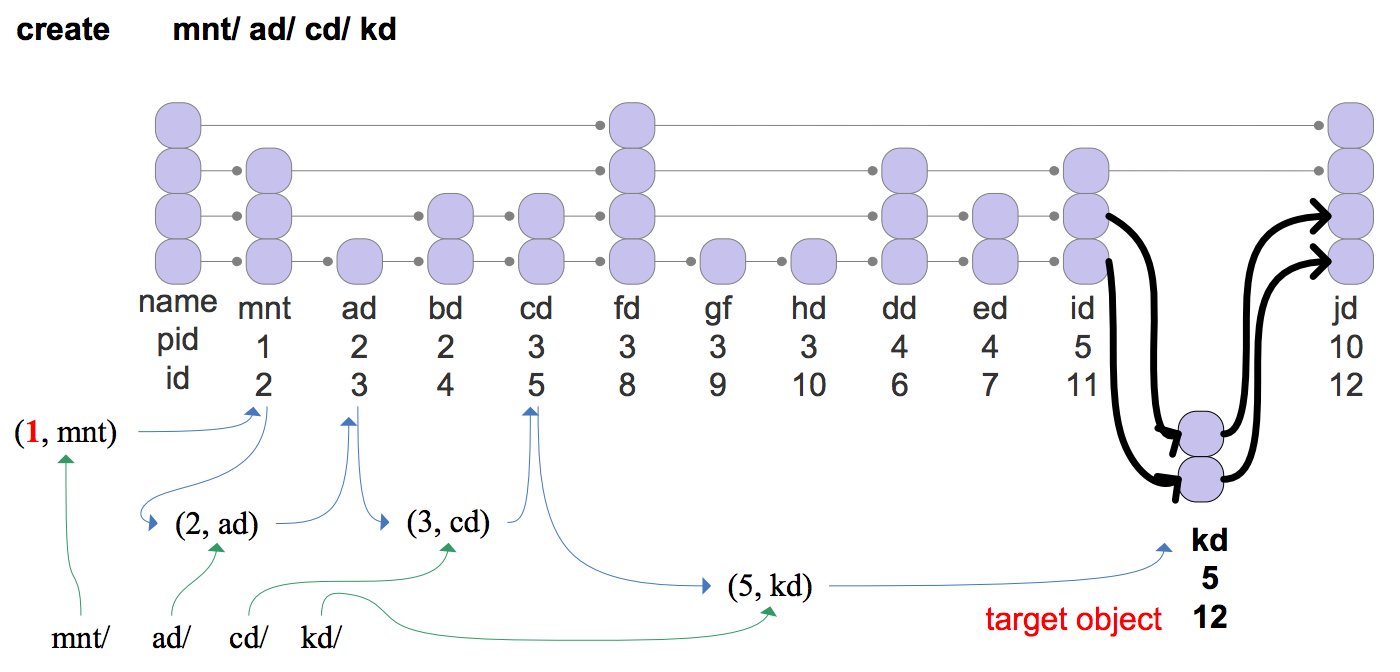 create mnt/ ad/ cd/ kd
name mnt ad bd cd fd gf hd dd ed id jd
pid 1 2 2 3 3 3 3 4 4 5 10
id 2 3 4 5 8 9 10 6 7 11 12
(1, mnt)
(2, ad) (3, cd)
kd
5
(5, kd)
target object 12
mnt/ ad/ cd/ kd/